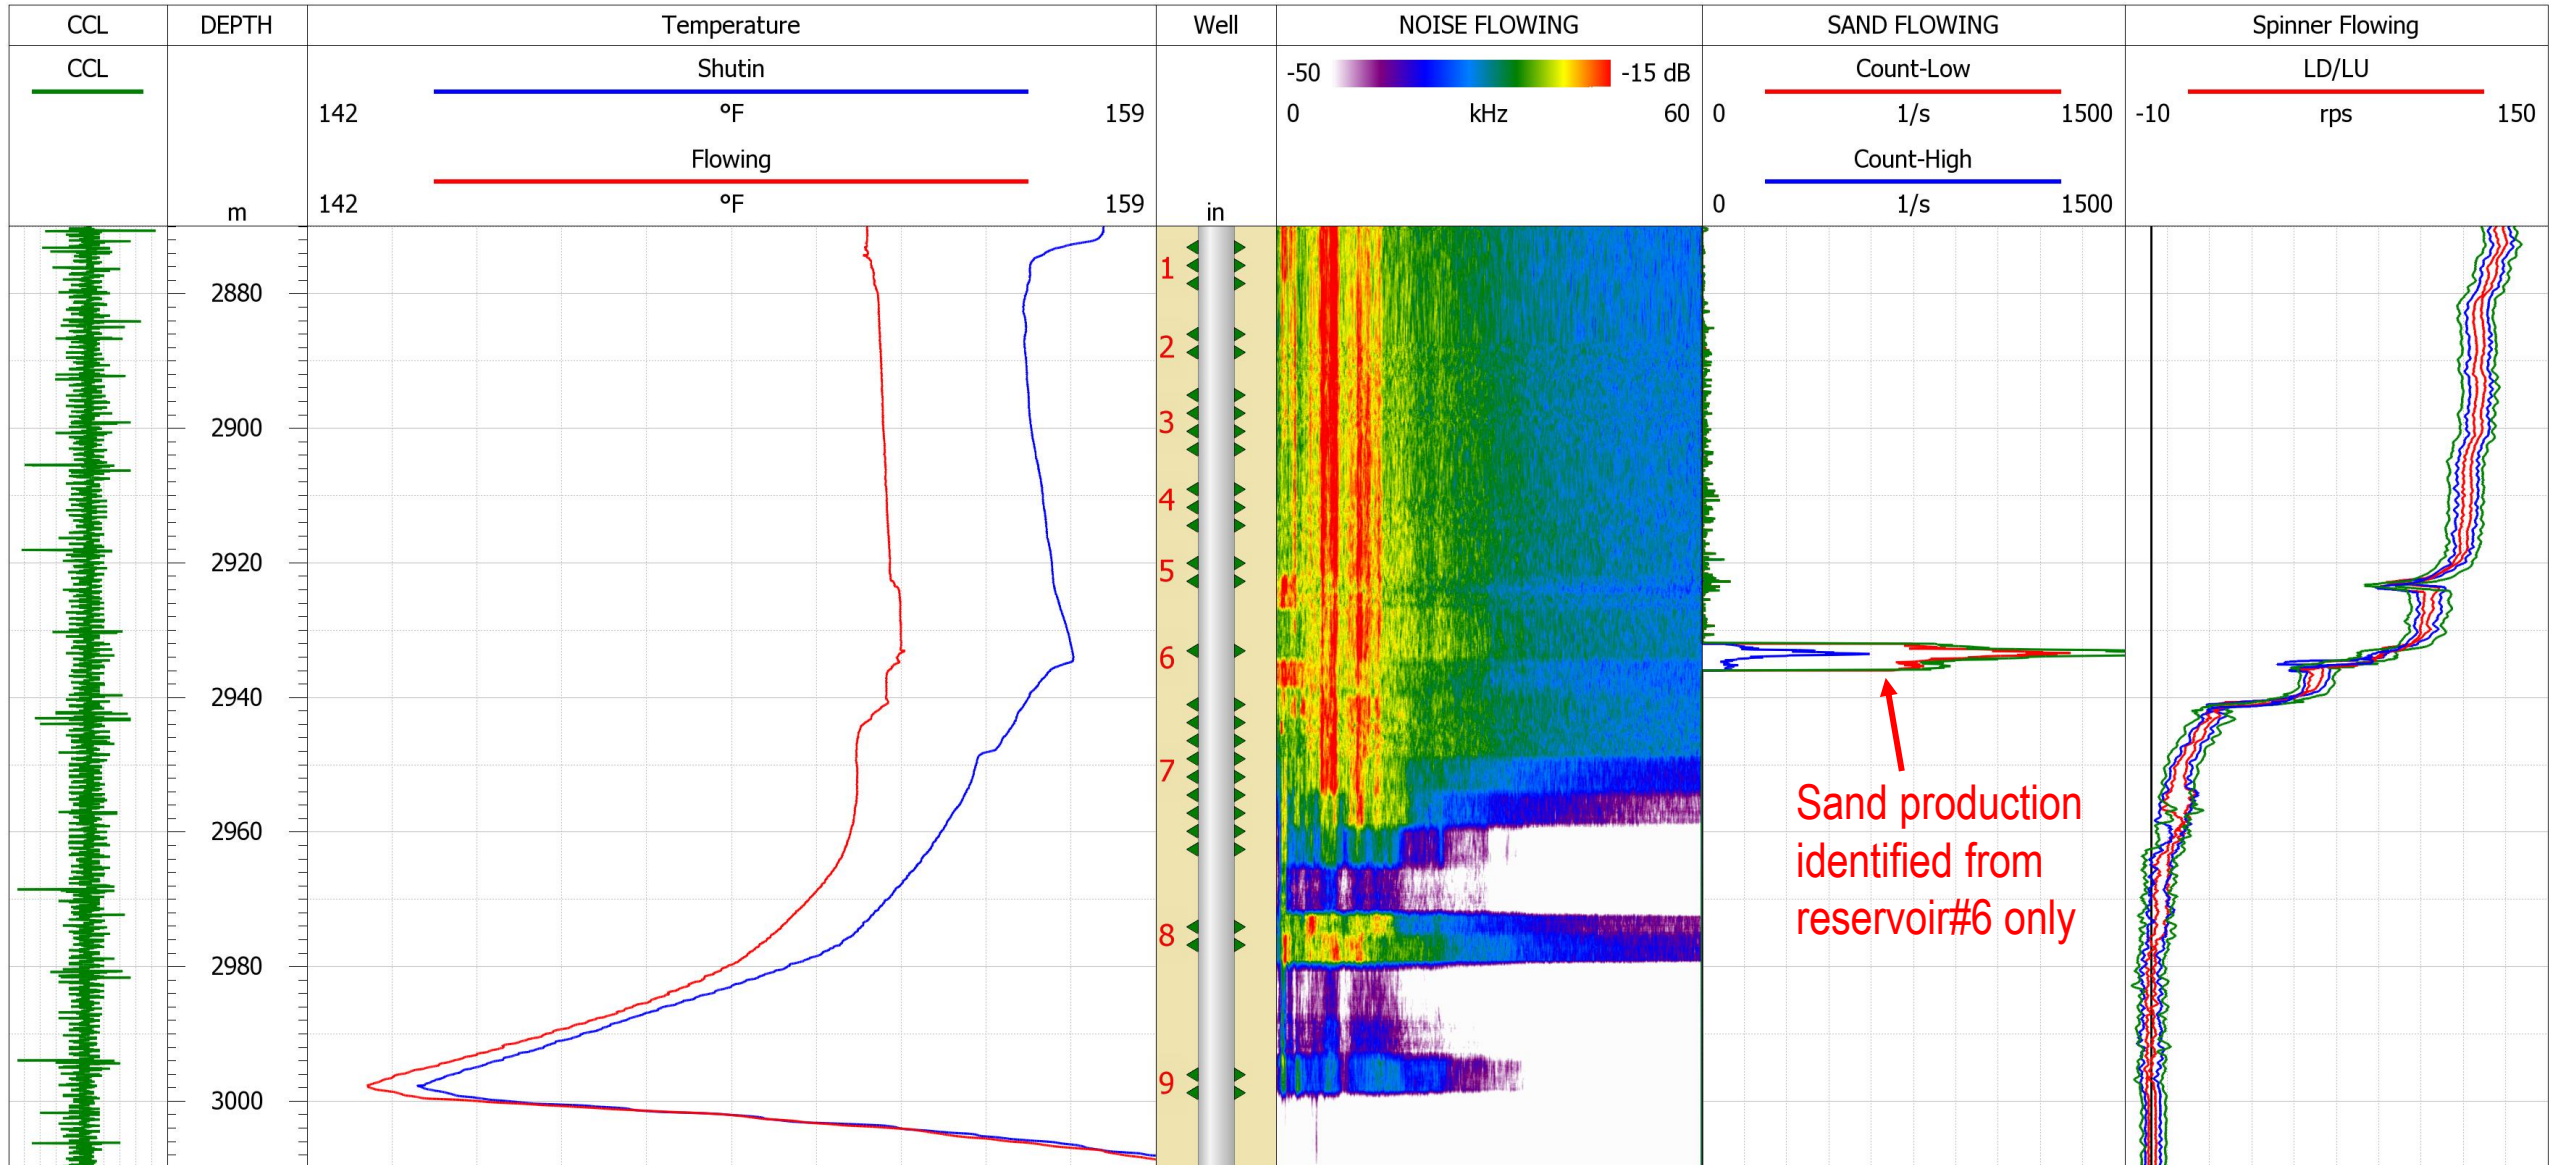 CCL DEPTH Temperature Well NOISE FLOWING SAND FLOWING Spinner Flowing
CCL Shutin -50 -15 dB Count-Low LD/LU
142 °F 159 0 kHz 60 0 1/s 1500 -10 rps 150
Flowing Count-High
142 °F 159 0 1/s 1500
m in
1
2880
2
3
2900
4
2920
5
6
2940
7
Sand production
identified from
reservoir#6 only
2960
8
2980
9
3000